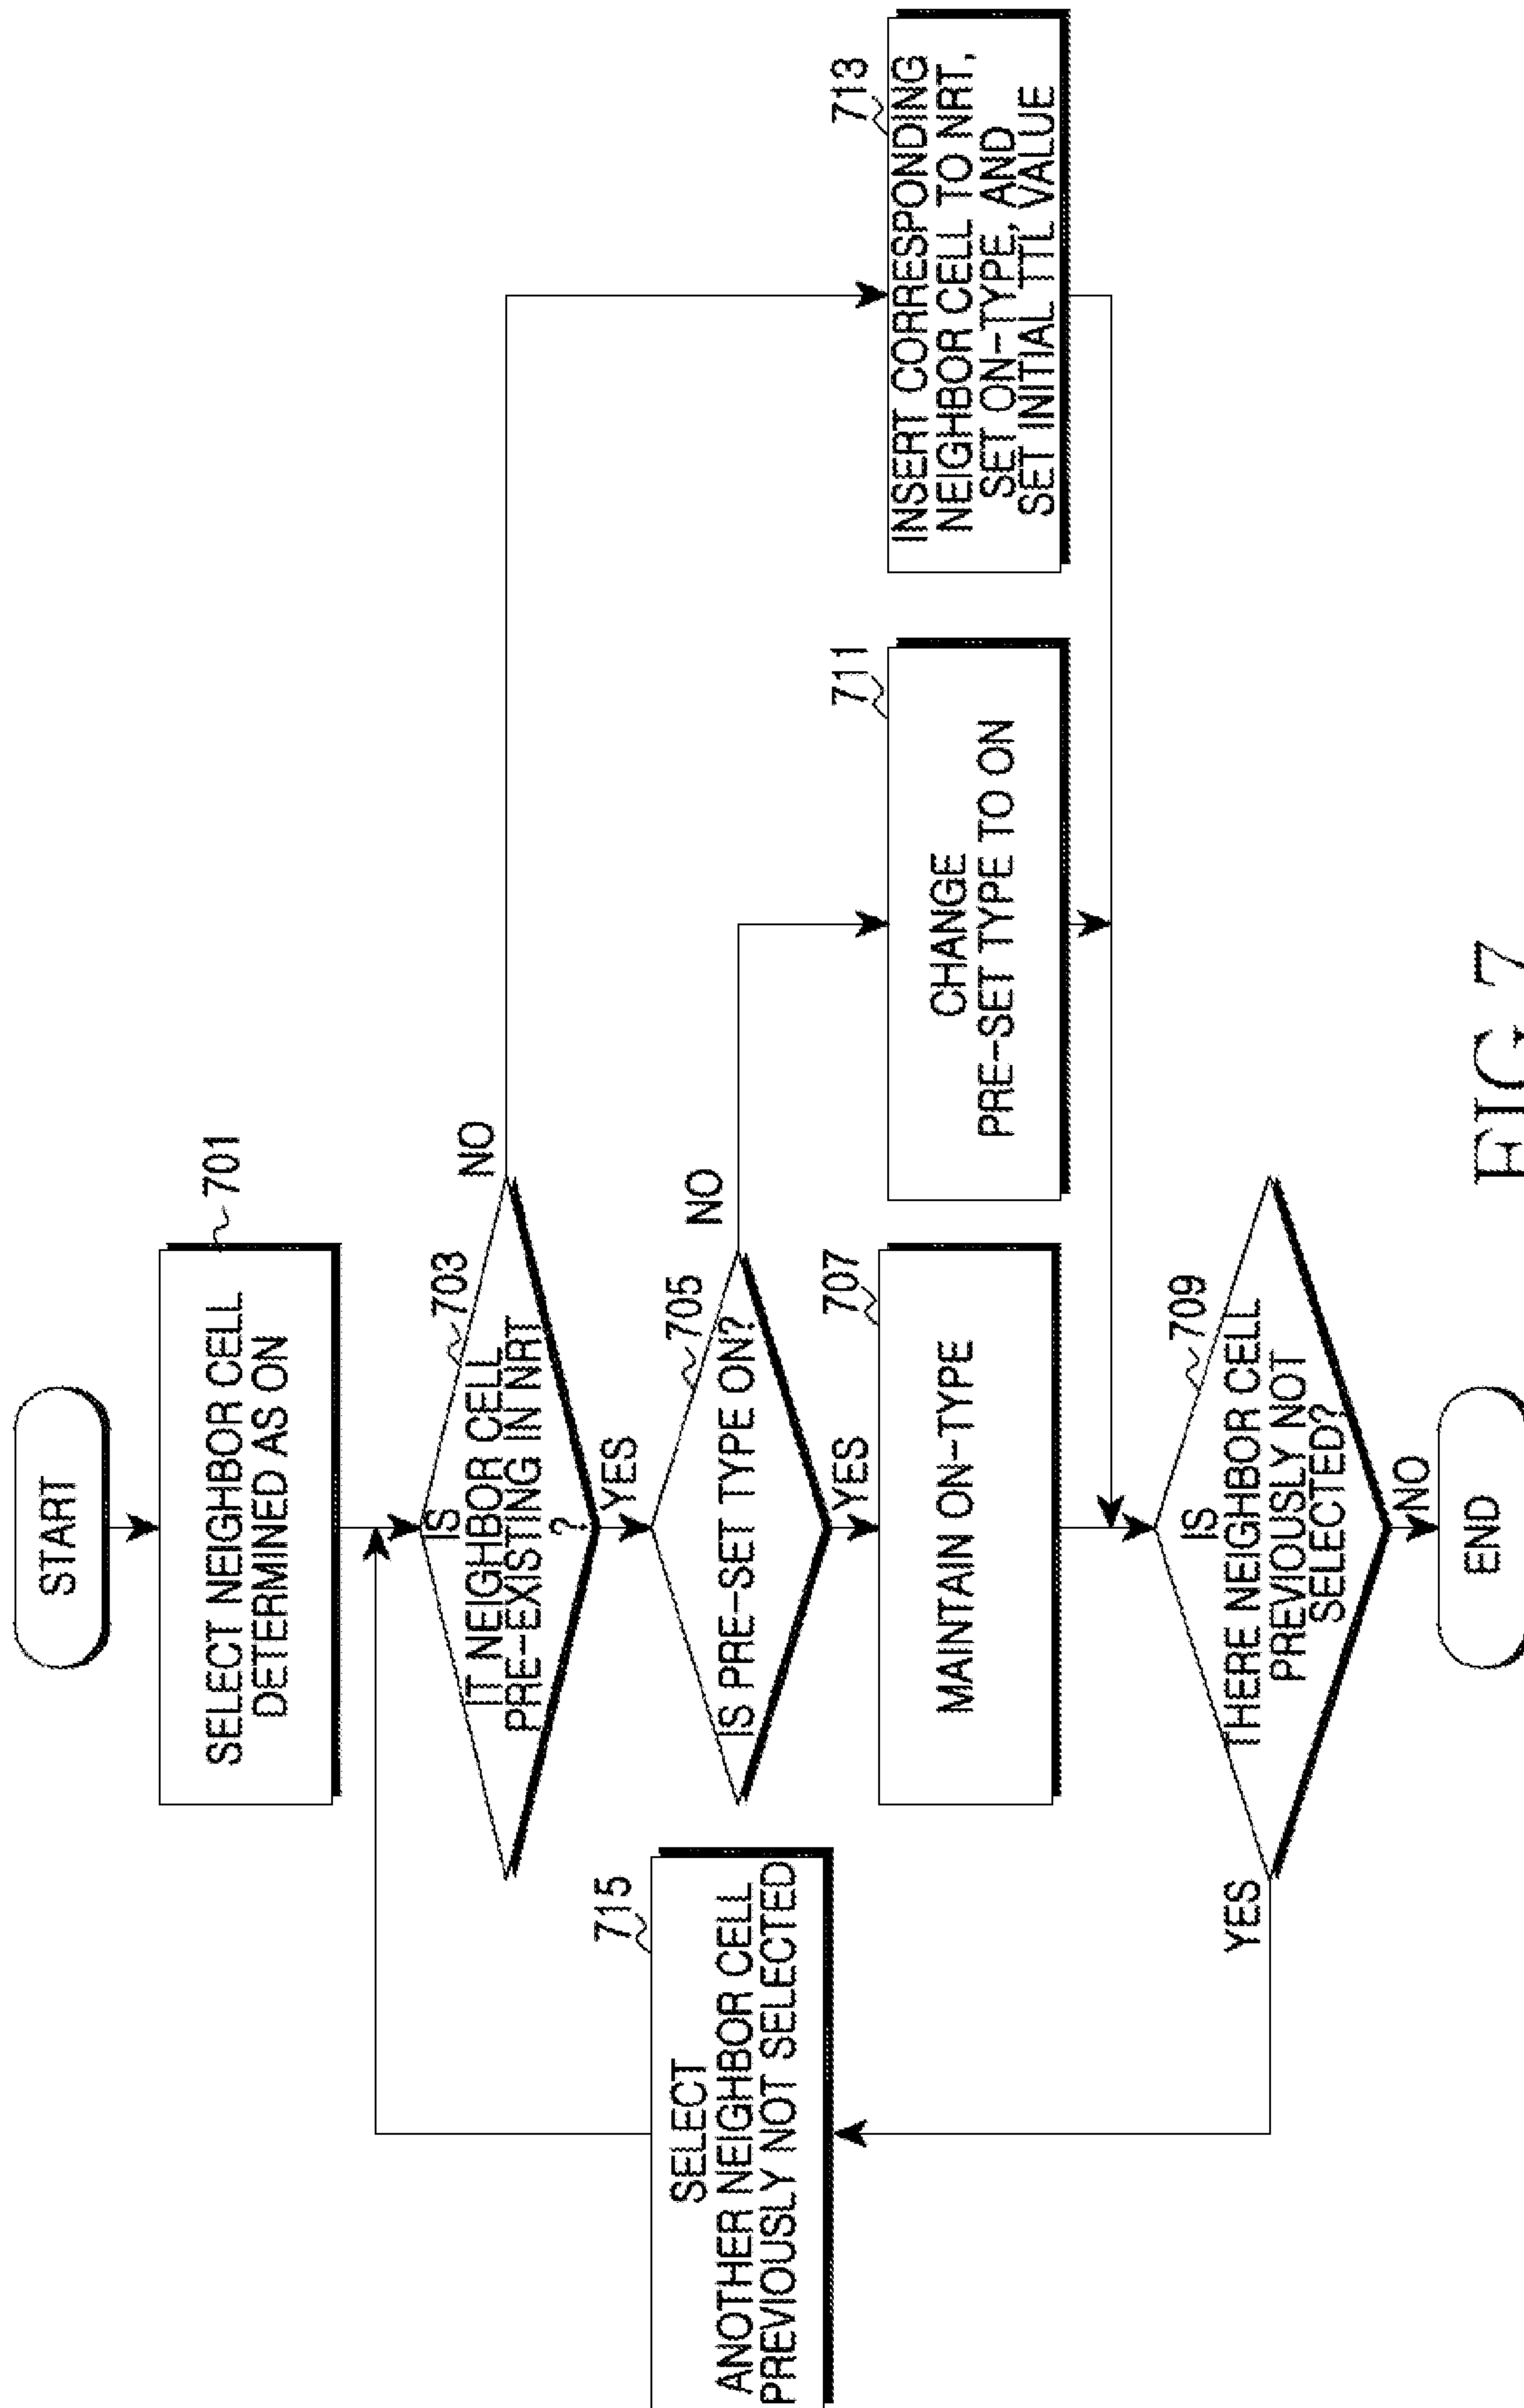 START
SELECT NEIGHBOR CELL
DETERMINED AS ON
701
IS
IT NEIGHBOR CELL
PRE-EXISTING IN NRT
?
703
NO
YES
IS PRE-SET TYPE ON?
705
NO
YES
MAINTAIN ON-TYPE
707
CHANGE
PRE-SET TYPE TO ON
711
INSERT CORRESPONDING
NEIGHBOR CELL TO NRT,
SET ON-TYPE, AND
SET INITIAL TTL VALUE
713
SELECT
ANOTHER NEIGHBOR CELL
PREVIOUSLY NOT SELECTED
715
IS
THERE NEIGHBOR CELL
PREVIOUSLY NOT
SELECTED?
709
YES
NO
END
FIG 7